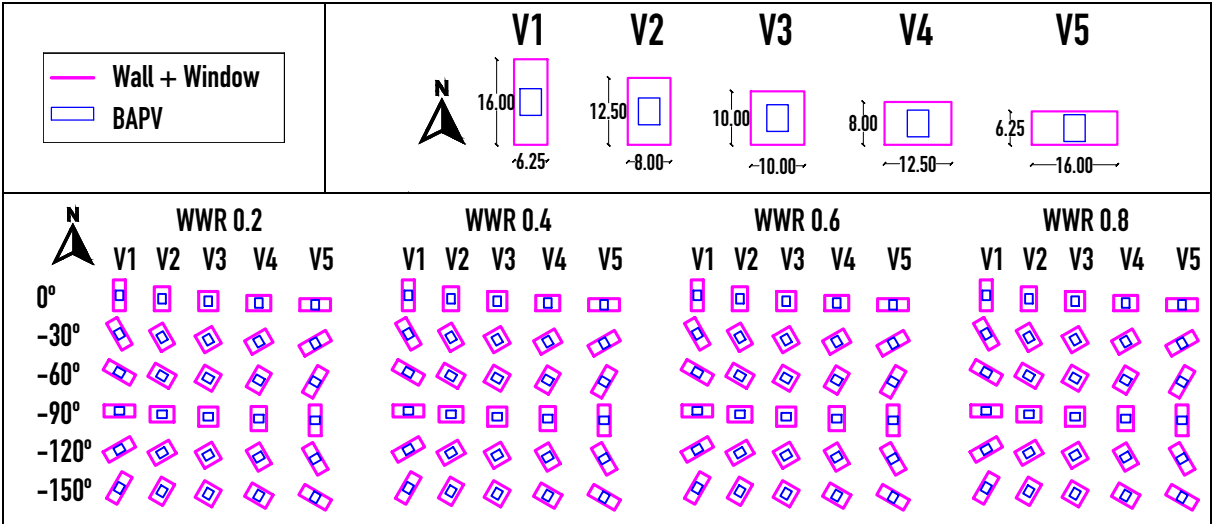 Wall + Window
BAPV
V1 V2 V3 V4 V5
N
16.00 12.50 10.00 8.00 6.25
6.25 8.00 10.00 12.50 16.00
N
WWR 0.2 WWR 0.4 WWR 0.6 WWR 0.8
V1 V2 V3 V4 V5 V1 V2 V3 V4 V5 V1 V2 V3 V4 V5 V1 V2 V3 V4 V5
0º
-30º
-60º
-90º
-120º
-150º